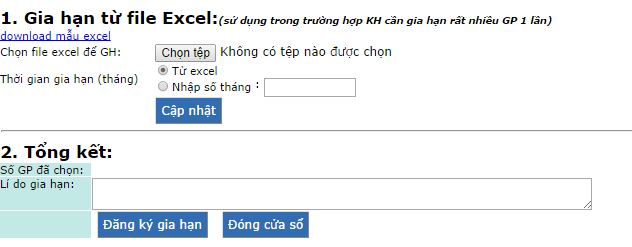 1. Gia hạn từ file Excel:(sử dụng trong trường hợp KH cần gia hạn rất nhiều GP 1 lần)
download mẫu excel
Chọn file excel để GH: Chọn tệp Không có tệp nào được chọn
Thời gian gia hạn (tháng)
Từ excel
Nhập số tháng :
Cập nhật
2. Tổng kết:
Số GP đã chọn:
Lí do gia hạn:
Đăng ký gia hạn Đóng cửa sổ